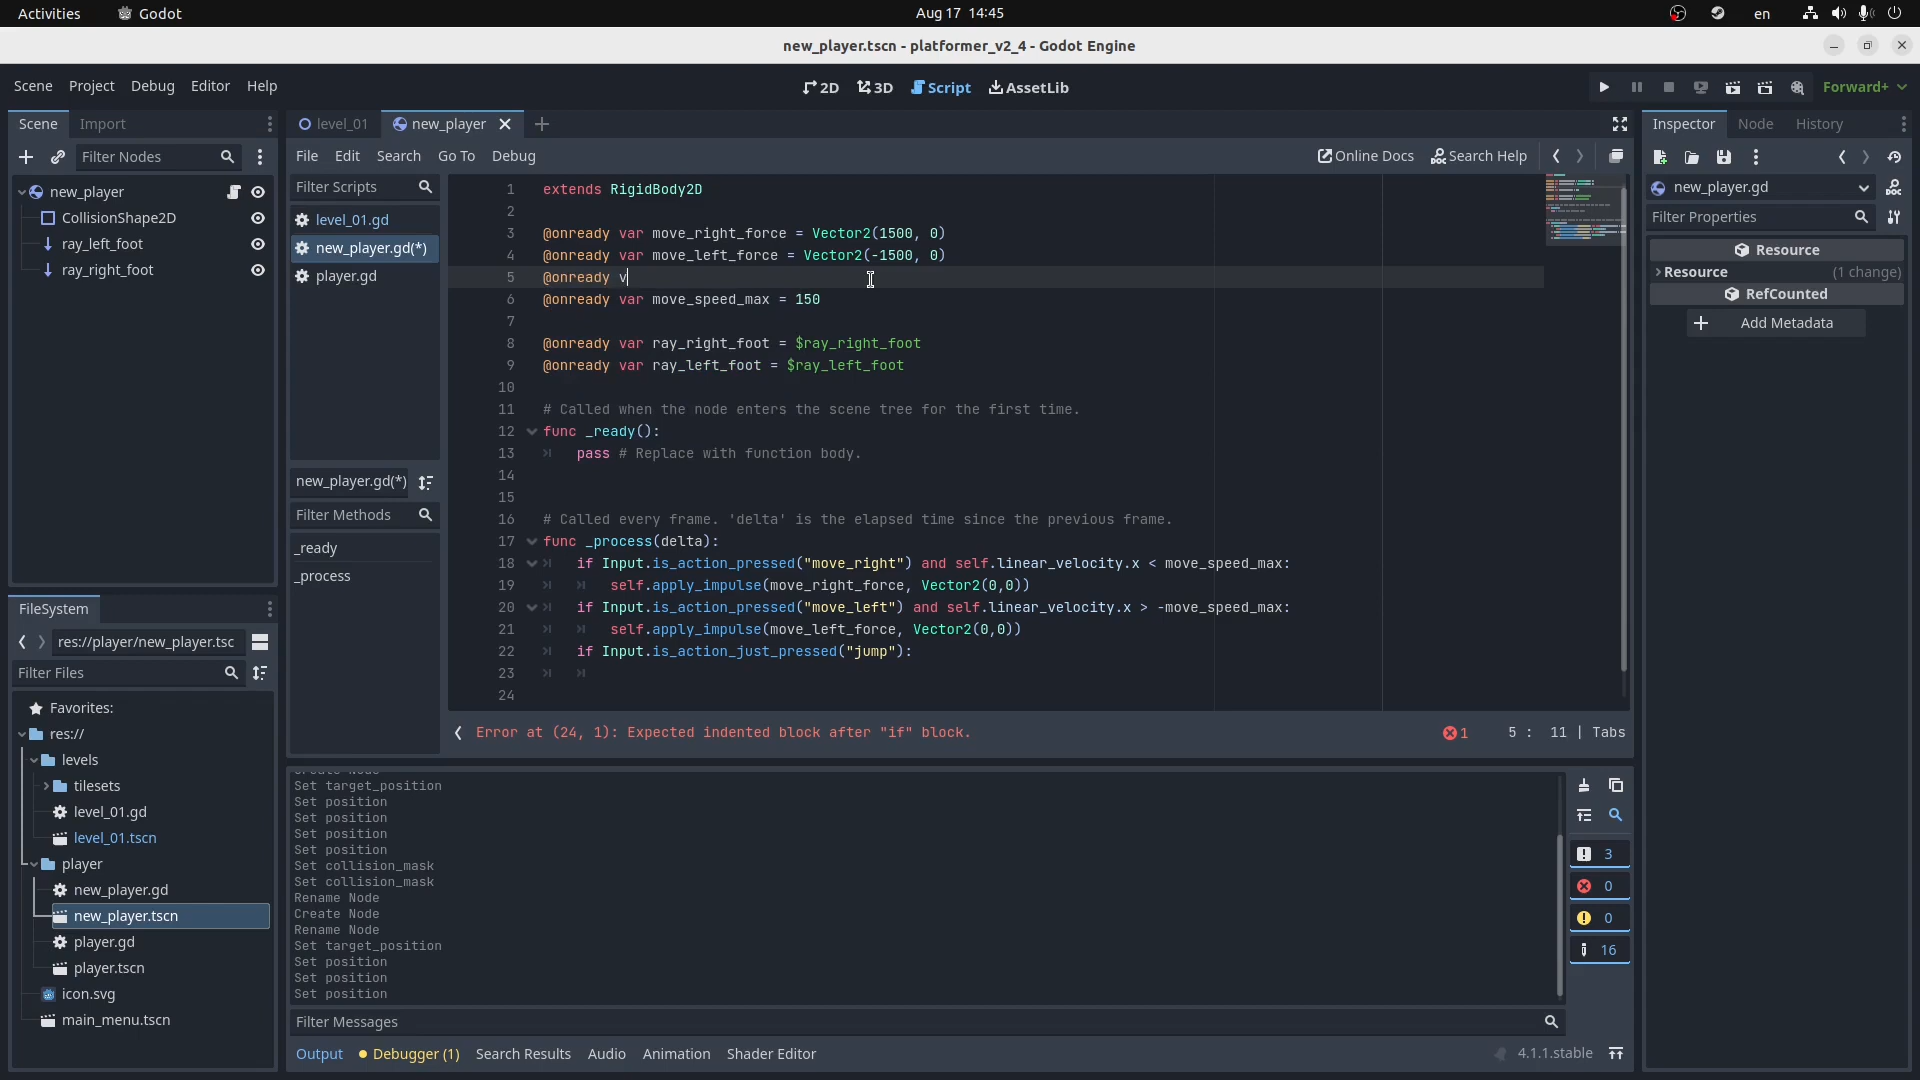 Activities
Godot
Aug 17 14:45
en
new_player.tscn - platformer_v2_4 - Godot Engine
Scene Project Debug Editor Help
2D 3D Script AssetLib
Forward+
Scene Import
Filter Nodes
new_player
CollisionShape2D
ray_left_foot
ray_right_foot
FileSystem
res://player/new_player.tsc
Filter Files
Favorites:
res://
levels
tilesets
level_01.gd
level_01.tscn
player
new_player.gd
new_player.tscn
player.gd
player.tscn
icon.svg
main_menu.tscn
level_01 new_player
File Edit Search Go To Debug
Online Docs Search Help
Filter Scripts
level_01.gd
new_player.gd(*)
player.gd
new_player.gd(*)
Filter Methods
_ready
_process
1 extends RigidBody2D
2
3 @onready var move_right_force = Vector2(1500, 0)
4 @onready var move_left_force = Vector2(-1500, 0)
5 @onready v
6 @onready var move_speed_max = 150
7
8 @onready var ray_right_foot = $ray_right_foot
9 @onready var ray_left_foot = $ray_left_foot
10
11 # Called when the node enters the scene tree for the first time.
12 func _ready():
13 pass # Replace with function body.
14
15
16 # Called every frame. 'delta' is the elapsed time since the previous frame.
17 func _process(delta):
18 if Input.is_action_pressed("move_right") and self.linear_velocity.x < move_speed_max:
19 self.apply_impulse(move_right_force, Vector2(0,0))
20 if Input.is_action_pressed("move_left") and self.linear_velocity.x > -move_speed_max:
21 self.apply_impulse(move_left_force, Vector2(0,0))
22 if Input.is_action_just_pressed("jump"):
23
24
Error at (24, 1): Expected indented block after "if" block.
1 5 : 11 | Tabs
Create Node
Set target_position
Set position
Set position
Set position
Set position
Set collision_mask
Set collision_mask
Rename Node
Create Node
Rename Node
Set target_position
Set position
Set position
Set position
3
0
0
16
Filter Messages
Output Debugger (1) Search Results Audio Animation Shader Editor
4.1.1.stable
Inspector Node History
new_player.gd
Filter Properties
Resource
Resource (1 change)
RefCounted
Add Metadata